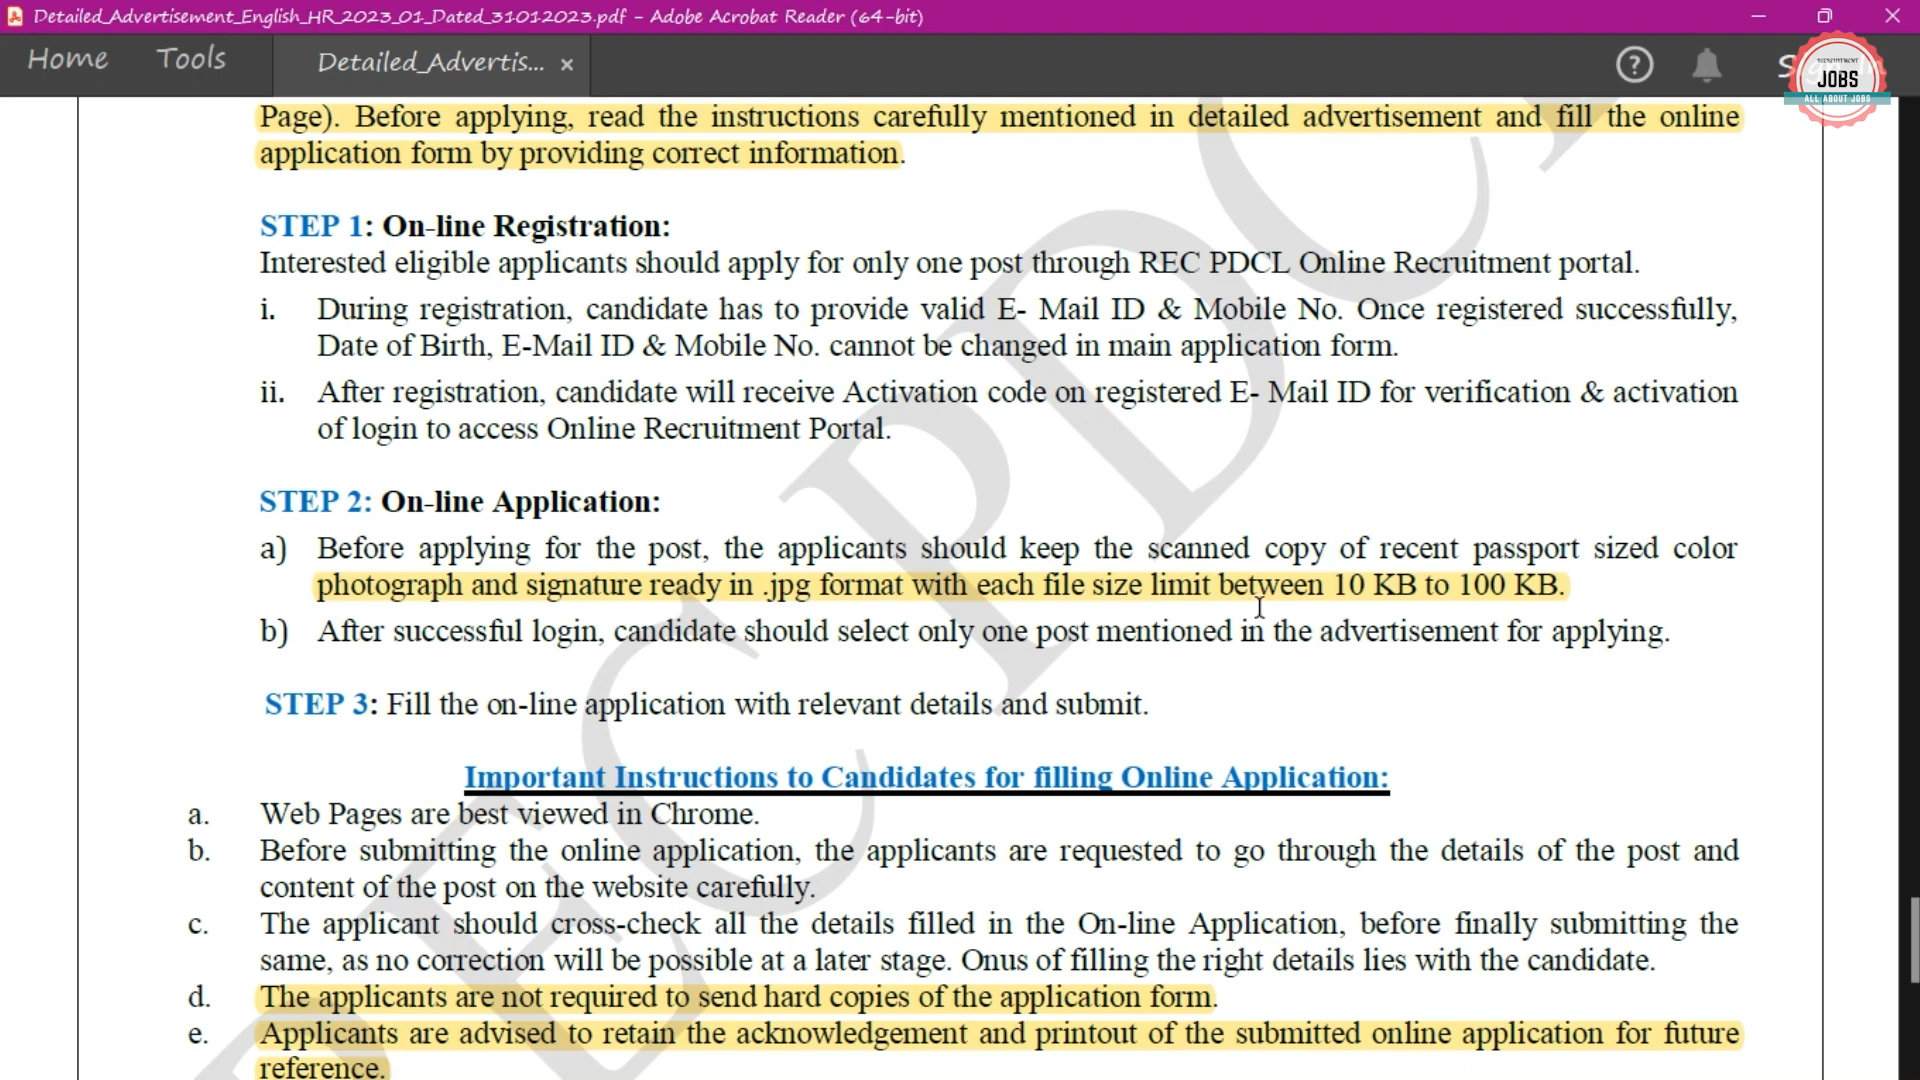 Detailed_Advertisement_English_HR_2023_01_Dated_31012023.pdf - Adobe Acrobat Reader (64-bit)
Home Tools Detailed_Advertis... ×
RECRUITMENT
JOBS
ALL ABOUT JOBS
Page). Before applying, read the instructions carefully mentioned in detailed advertisement and fill the online
application form by providing correct information.
STEP 1: On-line Registration:
Interested eligible applicants should apply for only one post through REC PDCL Online Recruitment portal.
i. During registration, candidate has to provide valid E- Mail ID & Mobile No. Once registered successfully,
Date of Birth, E-Mail ID & Mobile No. cannot be changed in main application form.
ii. After registration, candidate will receive Activation code on registered E- Mail ID for verification & activation
of login to access Online Recruitment Portal.
STEP 2: On-line Application:
a) Before applying for the post, the applicants should keep the scanned copy of recent passport sized color
photograph and signature ready in .jpg format with each file size limit between 10 KB to 100 KB.
b) After successful login, candidate should select only one post mentioned in the advertisement for applying.
STEP 3: Fill the on-line application with relevant details and submit.
Important Instructions to Candidates for filling Online Application:
a. Web Pages are best viewed in Chrome.
b. Before submitting the online application, the applicants are requested to go through the details of the post and
content of the post on the website carefully.
c. The applicant should cross-check all the details filled in the On-line Application, before finally submitting the
same, as no correction will be possible at a later stage. Onus of filling the right details lies with the candidate.
d. The applicants are not required to send hard copies of the application form.
e. Applicants are advised to retain the acknowledgement and printout of the submitted online application for future
reference.